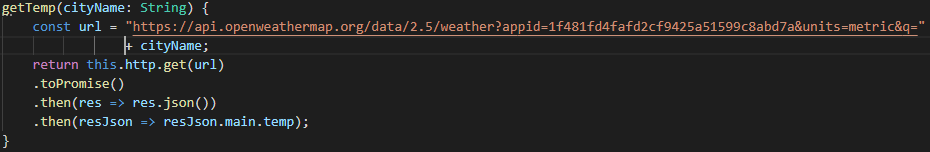 getTemp(cityName: String) {
const url = "https://api.openweathermap.org/data/2.5/weather?appid=1f481fd4fafd2cf9425a51599c8abd7a&units=metric&q="
+ cityName;
return this.http.get(url)
.toPromise()
.then(res => res.json())
.then(resJson => resJson.main.temp);
}